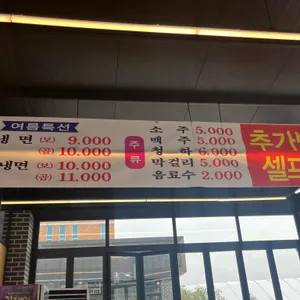 여름특선
냉면 (보) 9.000
(곱) 10.000
냉면 (보) 10.000
(곱) 11.000
주류
소주 5.000
맥주 5.000
청하 6.000
막걸리 5.000
음료수 2.000
추가
셀프